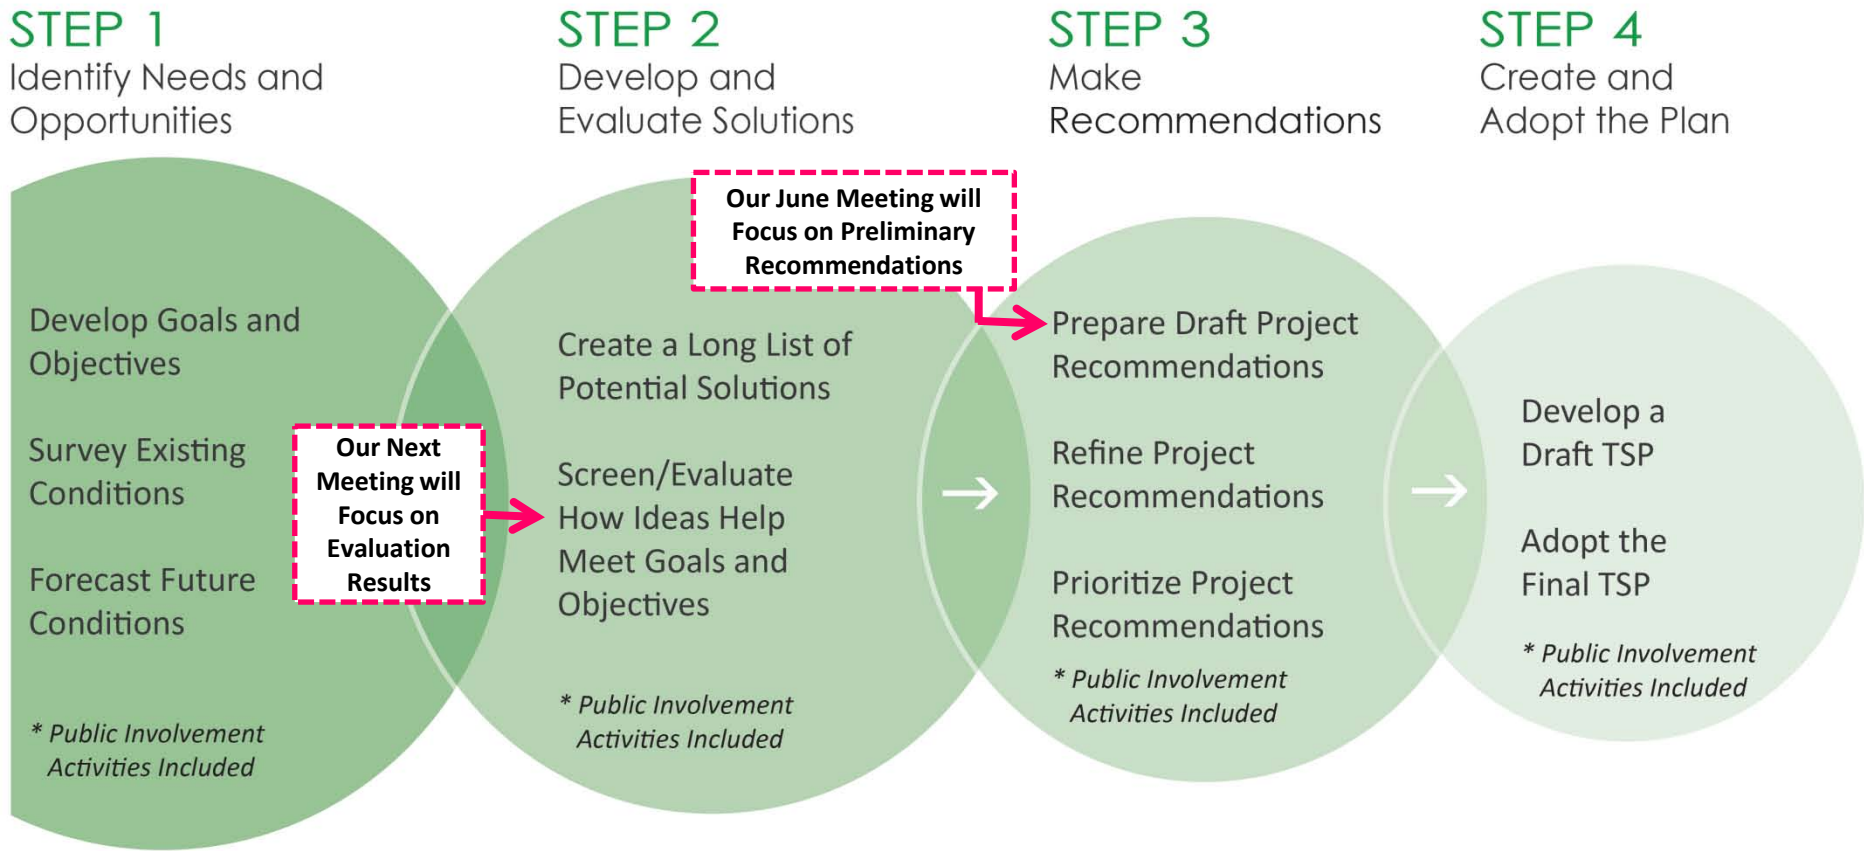 STEP 1
Identify Needs and
Opportunities
Develop Goals and
Objectives
Survey Existing
Conditions
Forecast Future
Conditions
* Public Involvement
Activities Included
Our Next
Meeting will
Focus on
Evaluation
Results
STEP 2
Develop and
Evaluate Solutions
Create a Long List of
Potential Solutions
Screen/Evaluate
How Ideas Help
Meet Goals and
Objectives
* Public Involvement
Activities Included
Our June Meeting will
Focus on Preliminary
Recommendations
STEP 3
Make
Recommendations
Prepare Draft Project
Recommendations
Refine Project
Recommendations
Prioritize Project
Recommendations
* Public Involvement
Activities Included
STEP 4
Create and
Adopt the Plan
Develop a
Draft TSP
Adopt the
Final TSP
* Public Involvement
Activities Included